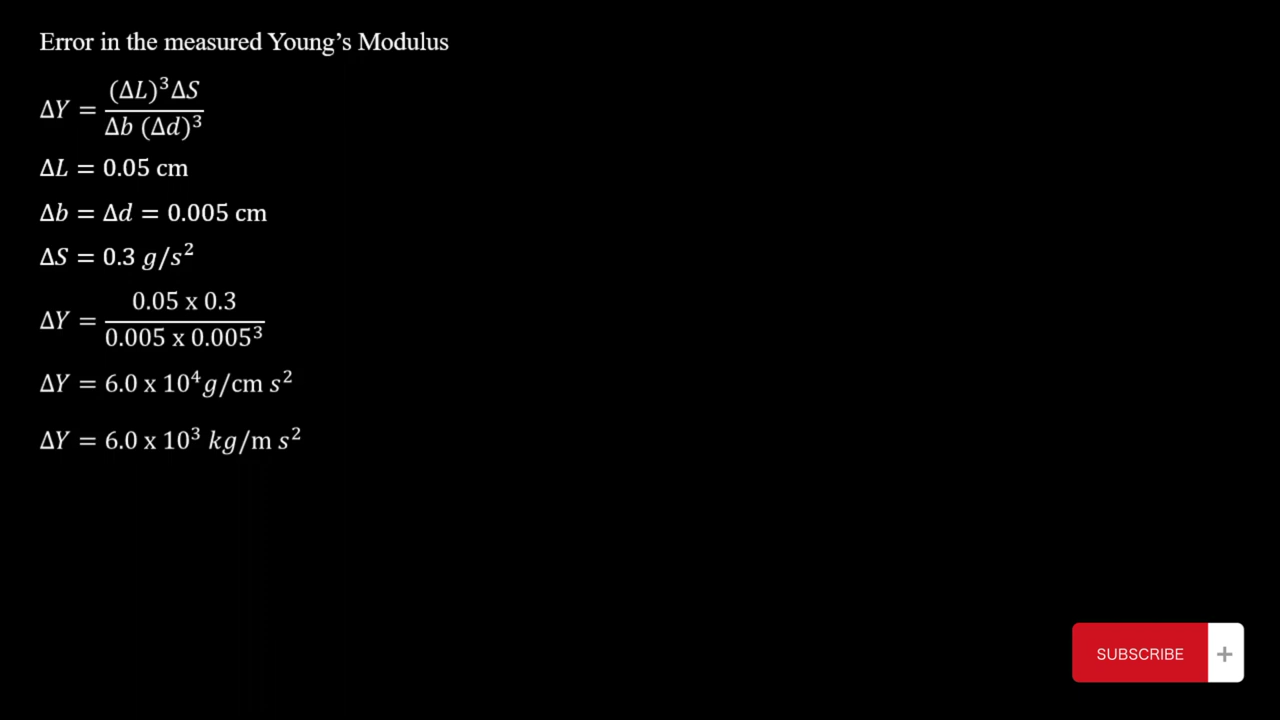 Error in the measured Young’s Modulus
ΔY = (ΔL)³ΔS / Δb (Δd)³
ΔL = 0.05 cm
Δb = Δd = 0.005 cm
ΔS = 0.3 g/s²
ΔY = 0.05 x 0.3 / 0.005 x 0.005³
ΔY = 6.0 x 10⁴g/cm s²
ΔY = 6.0 x 10³ kg/m s²
SUBSCRIBE +